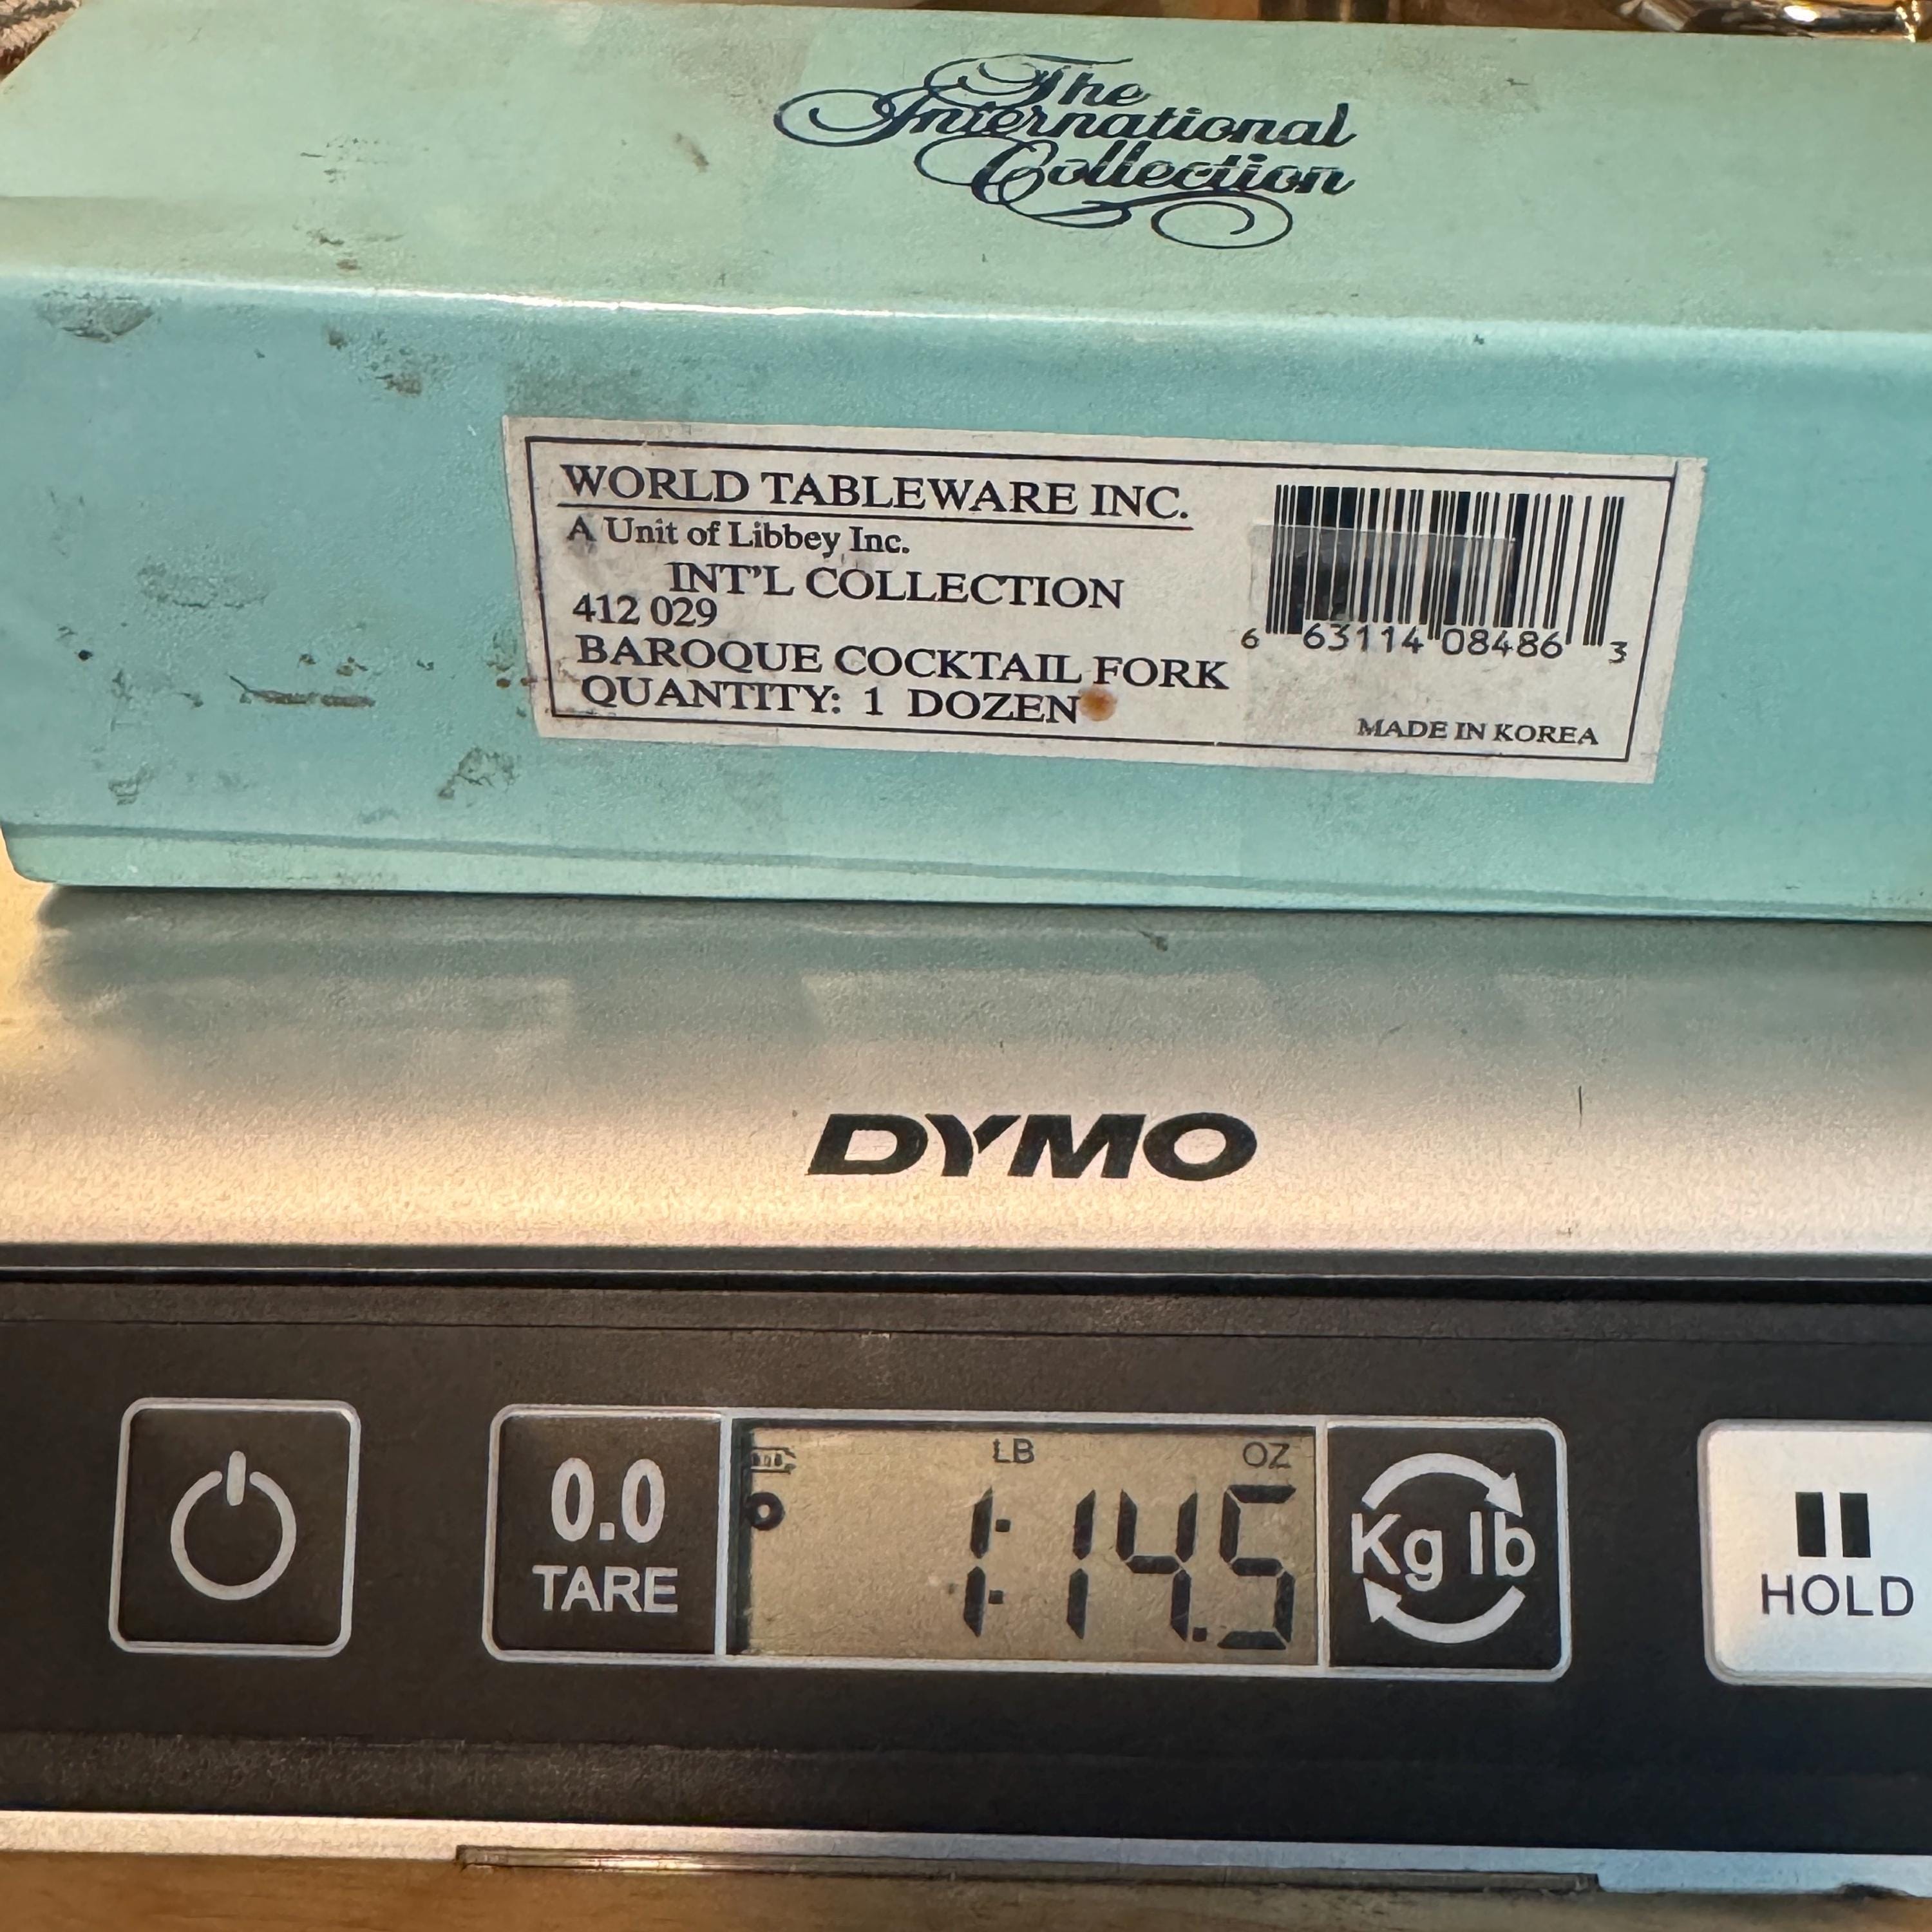 The
International
Collection
WORLD TABLEWARE INC.
A Unit of Libbey Inc.
INT'L COLLECTION
412 029
BAROQUE COCKTAIL FORK
QUANTITY: 1 DOZEN
6 63114 08486 3
MADE IN KOREA
DYMO
0.0
TARE
LB OZ
1:14.5
Kg lb
HOLD